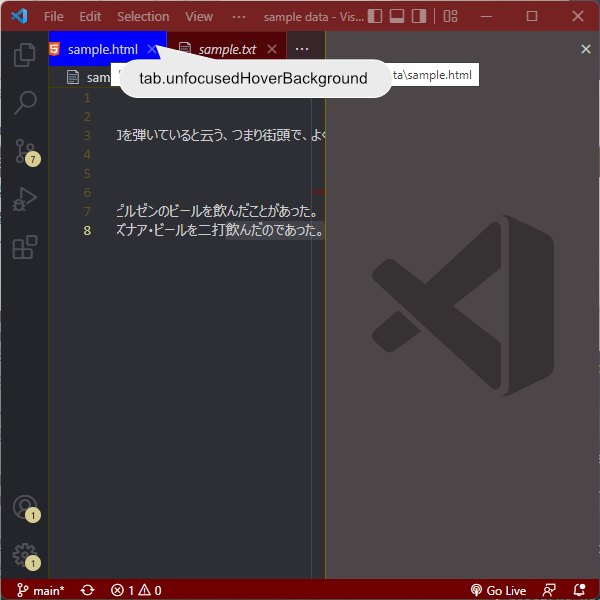 File Edit Selection View ··· sample data - Vis...
5 sample.html sample.txt ···
sam
tab.unfocusedHoverBackground
ta\sample.html
1
2
3 を弾いていると云う、つまり街頭で、よ
4
5
6
7 ピルゼンのビールを飲んだことがあった。
8 ズナア・ビールを二打飲んだのであった。
7
1
1
main* 1 0 Go Live